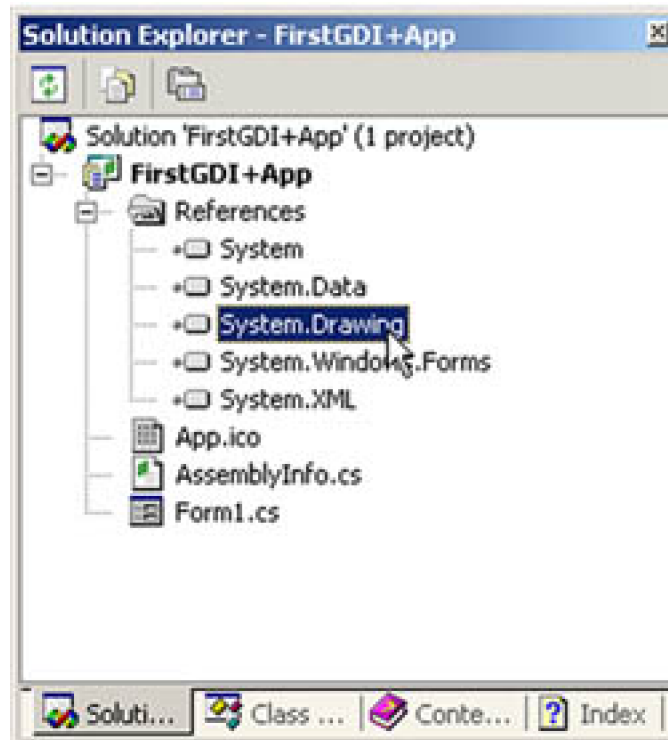 Solution Explorer - FirstGDI+App
Solution 'FirstGDI+App' (1 project)
FirstGDI+App
References
System
System.Data
System.Drawing
System.Windows.Forms
System.XML
App.ico
AssemblyInfo.cs
Form1.cs
Soluti... Class ... Conte... Index